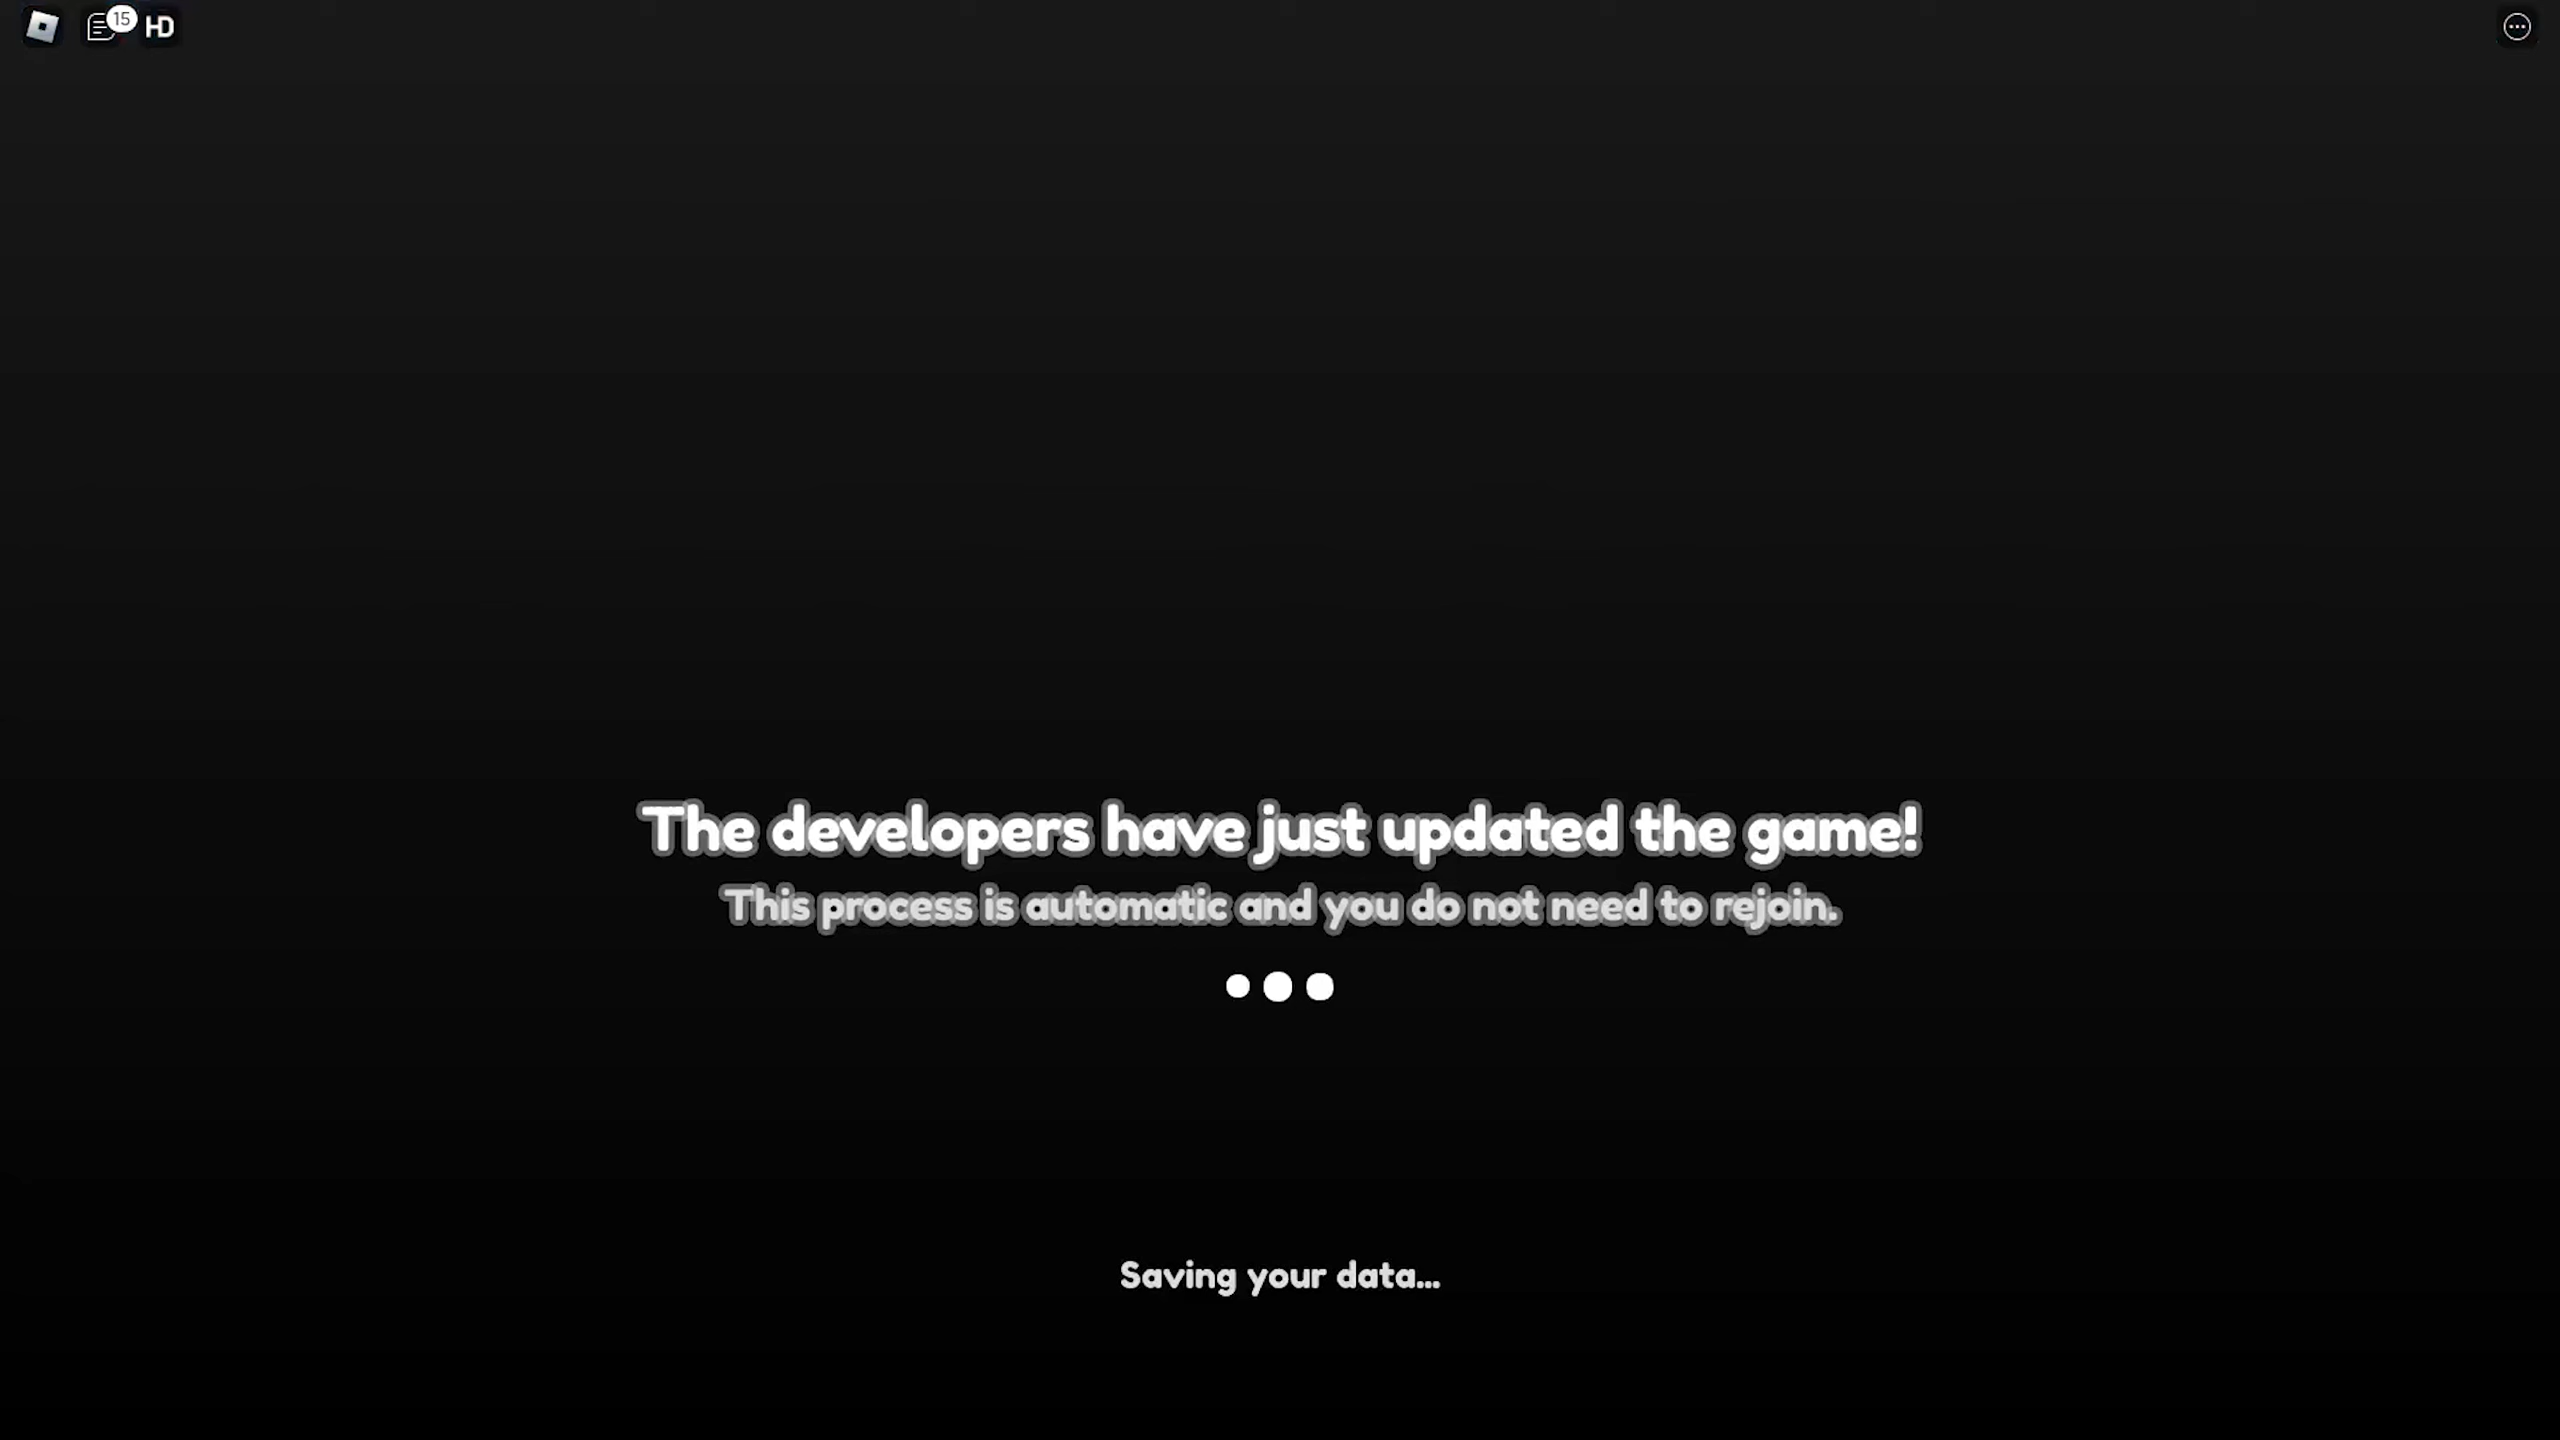 15
HD
The developers have just updated the game!
This process is automatic and you do not need to rejoin.
Saving your data...